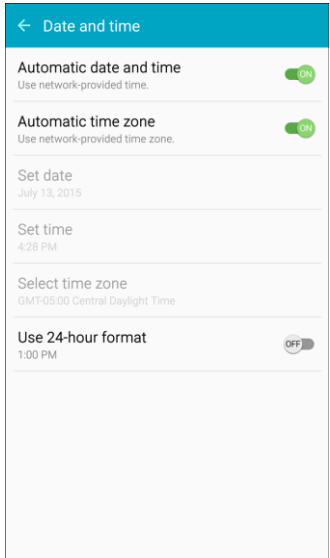 Date and time
Automatic date and time
Use network-provided time.
ON
Automatic time zone
Use network-provided time zone.
ON
Set date
July 13, 2015
Set time
4:28 PM
Select time zone
GMT-05:00 Central Daylight Time
Use 24-hour format
1:00 PM
OFF